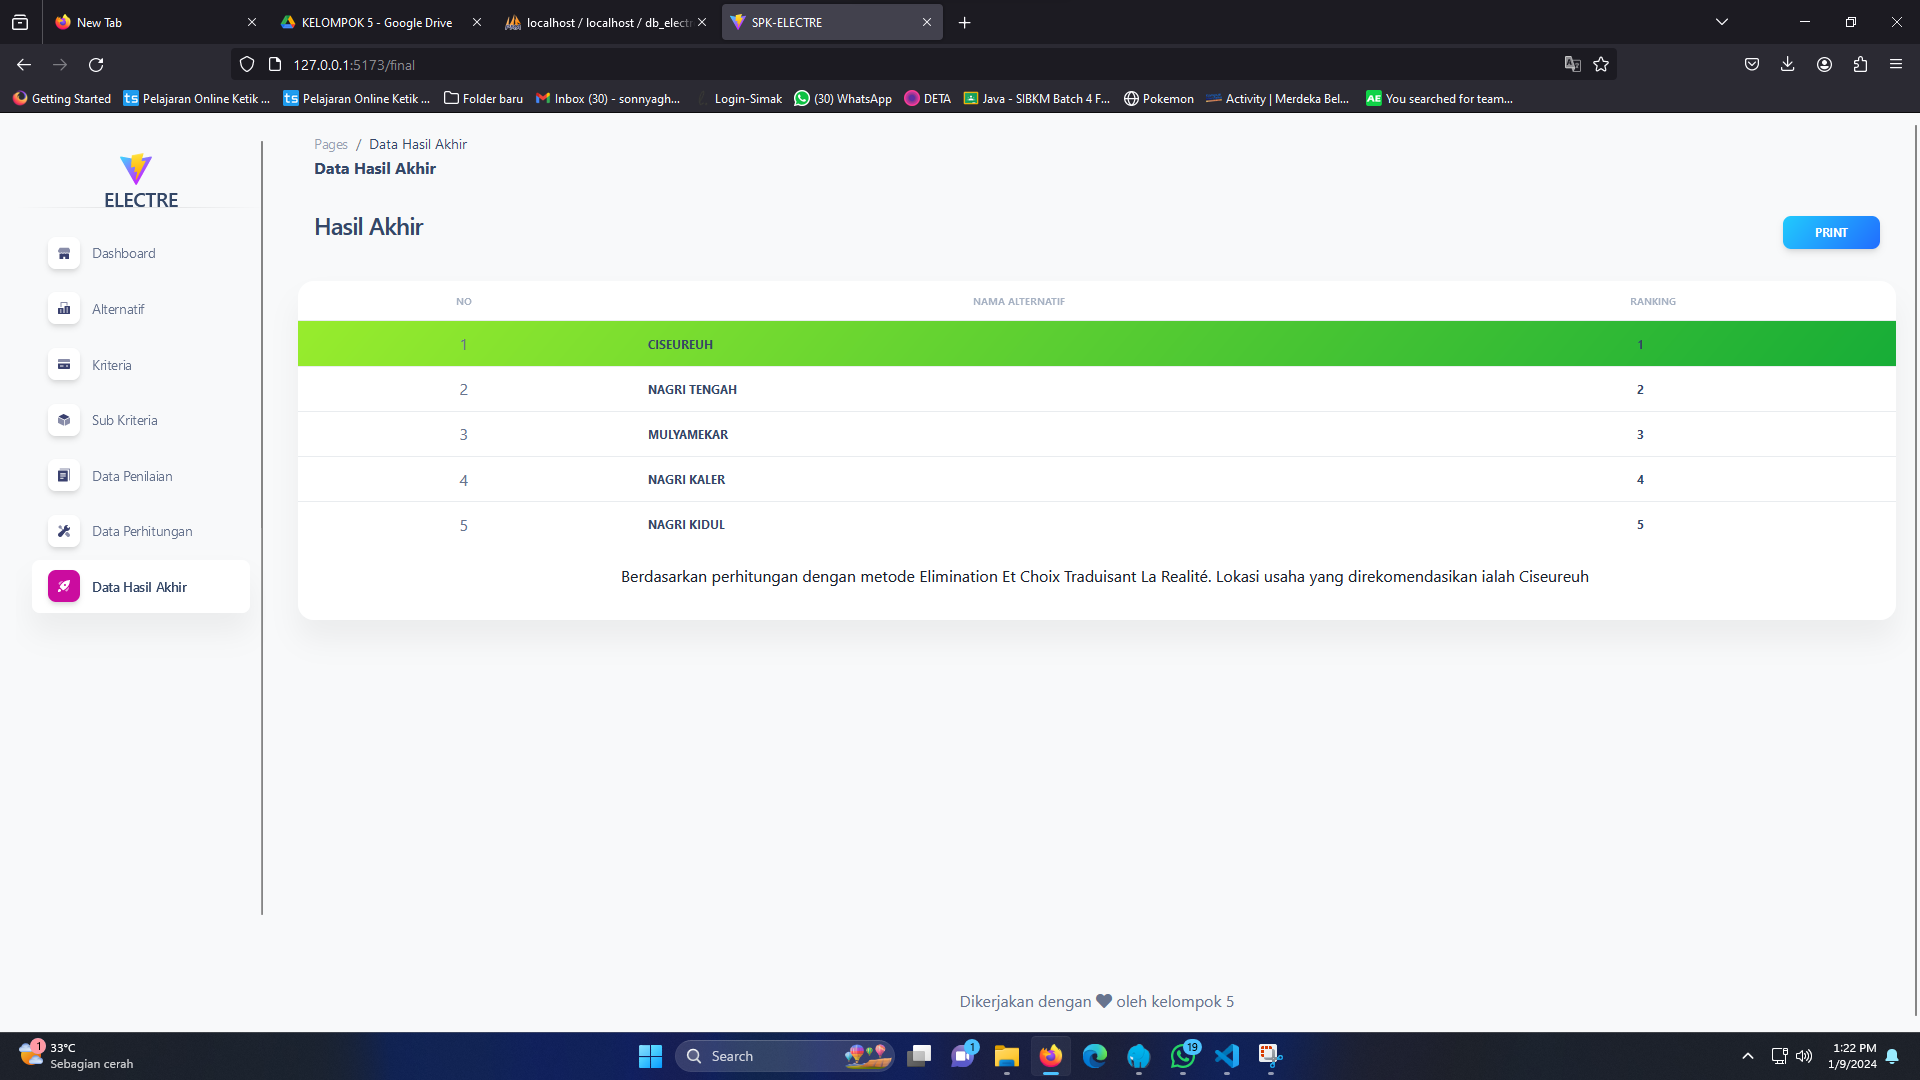 New Tab
KELOMPOK 5 - Google Drive
localhost / localhost / db_electr
SPK-ELECTRE
127.0.0.1:5173/final
Getting Started
Pelajaran Online Ketik ...
Pelajaran Online Ketik ...
Folder baru
Inbox (30) - sonnyagh...
Login-Simak
(30) WhatsApp
DETA
Java - SIBKM Batch 4 F...
Pokemon
Activity | Merdeka Bel...
AE
You searched for team...
ELECTRE
Dashboard
Alternatif
Kriteria
Sub Kriteria
Data Penilaian
Data Perhitungan
Data Hasil Akhir
Pages / Data Hasil Akhir
Data Hasil Akhir
Hasil Akhir
PRINT
NO NAMA ALTERNATIF RANKING
1 CISEUREUH 1
2 NAGRI TENGAH 2
3 MULYAMEKAR 3
4 NAGRI KALER 4
5 NAGRI KIDUL 5
Berdasarkan perhitungan dengan metode Elimination Et Choix Traduisant La Realité. Lokasi usaha yang direkomendasikan ialah Ciseureuh
Dikerjakan dengan ♥ oleh kelompok 5
1
33°C
Sebagian cerah
Search
1
19
1:22 PM
1/9/2024